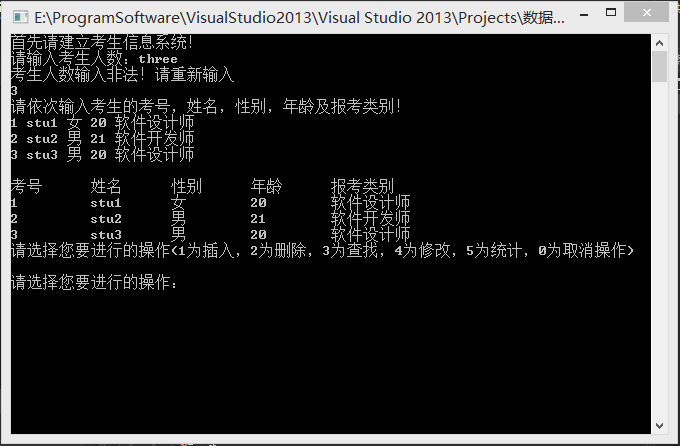 E:\ProgramSoftware\VisualStudio2013\Visual Studio 2013\Projects\数据...
首先请建立考生信息系统!
请输入考生人数: three
考生人数输入非法! 请重新输入
3
请依次输入考生的考号, 姓名, 性别, 年龄及报考类别!
1 stu1 女 20 软件设计师
2 stu2 男 21 软件开发师
3 stu3 男 20 软件设计师
考号 姓名 性别 年龄 报考类别
1 stu1 女 20 软件设计师
2 stu2 男 21 软件开发师
3 stu3 男 20 软件设计师
请选择您要进行的操作(1为插入, 2为删除, 3为查找, 4为修改, 5为统计, 0为取消操作)
请选择您要进行的操作: